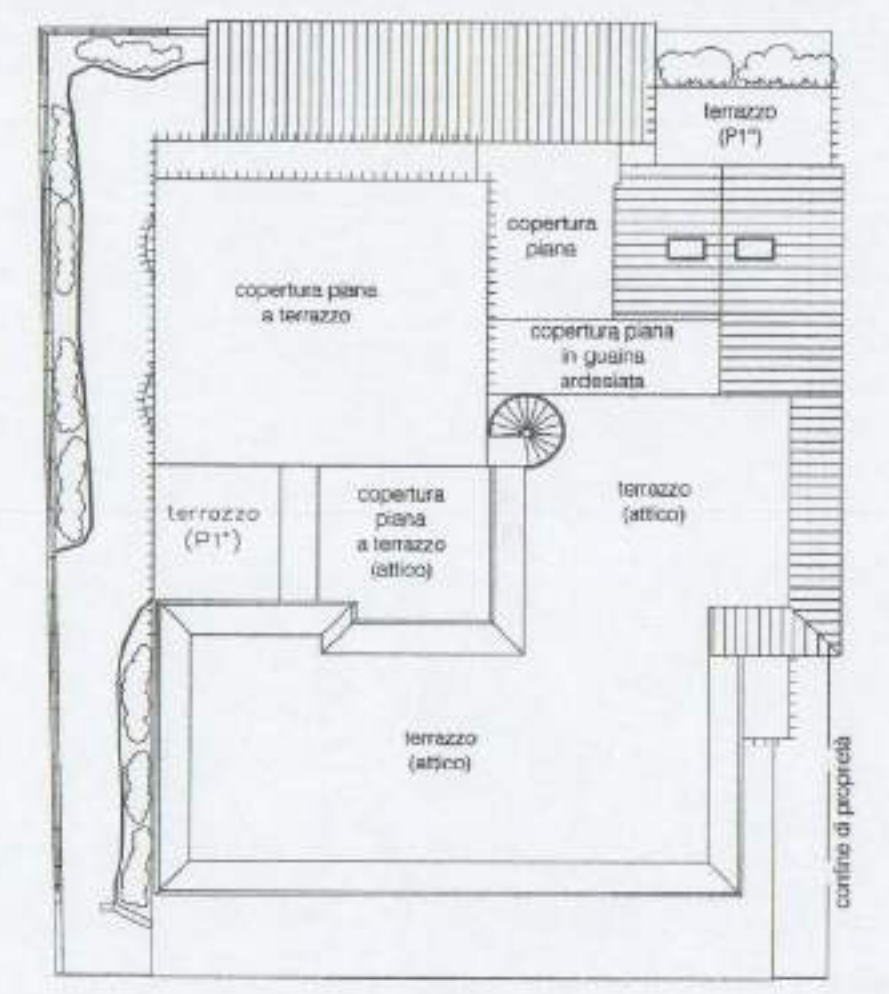 terrazzo
(P1°)
copertura
piana
copertura piana
a terrazzo
copertura piana
in guaina
ardesiata
terrazzo
(attico)
copertura
piana
a terrazzo
(attico)
terrazzo
(P1°)
terrazzo
(attico)
confine di proprietà